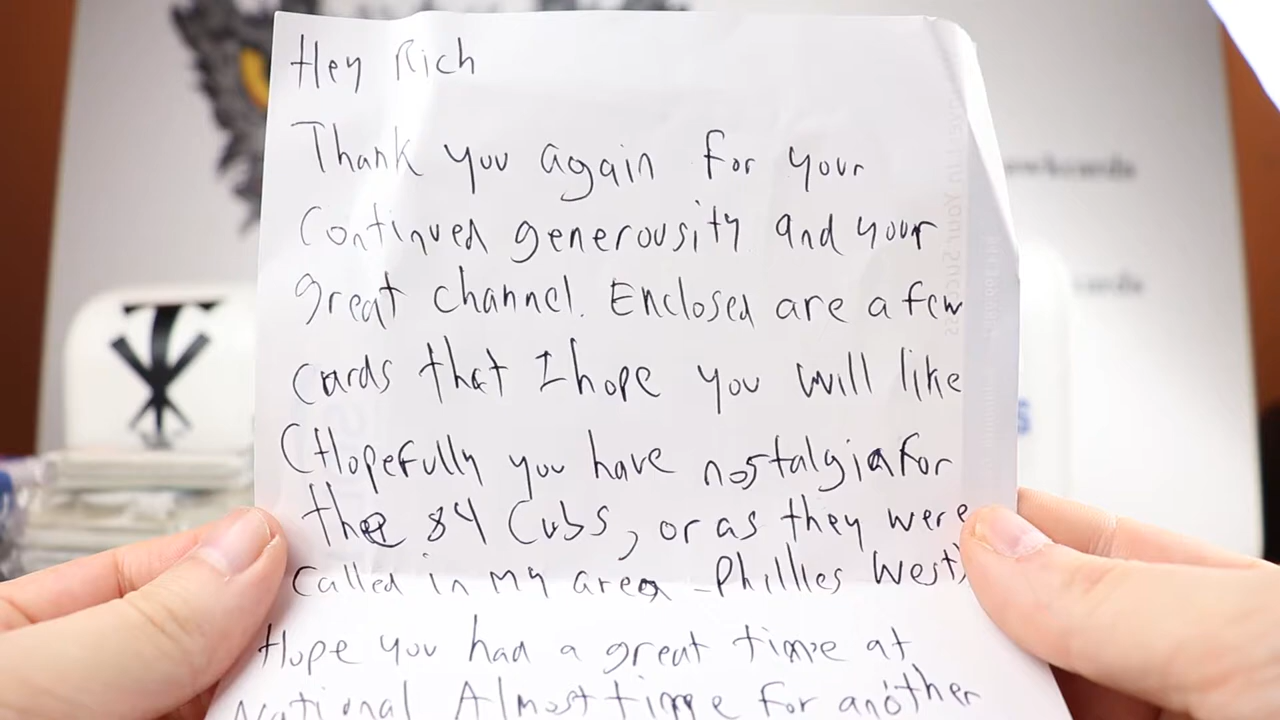 Hey Rich
Thank you again for your
Continued generousity and your
great channel. Enclosed are a few
cards that I hope you will like
(Hopefully you have nostalgia for
the 84 Cubs, or as they were
called in my area - Phillies West)
Hope you had a great time at
National Almost time for another